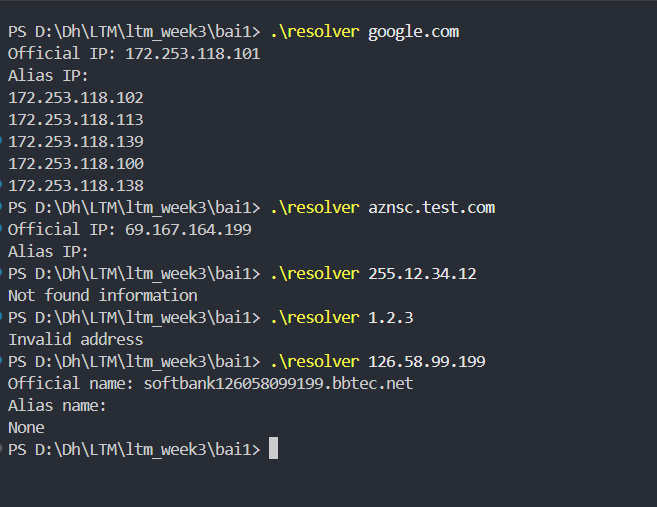 PS D:\Dh\LTM\ltm_week3\bai1> .\resolver google.com
Official IP: 172.253.118.101
Alias IP:
172.253.118.102
172.253.118.113
172.253.118.139
172.253.118.100
172.253.118.138
PS D:\Dh\LTM\ltm_week3\bai1> .\resolver aznsc.test.com
Official IP: 69.167.164.199
Alias IP:
PS D:\Dh\LTM\ltm_week3\bai1> .\resolver 255.12.34.12
Not found information
PS D:\Dh\LTM\ltm_week3\bai1> .\resolver 1.2.3
Invalid address
PS D:\Dh\LTM\ltm_week3\bai1> .\resolver 126.58.99.199
Official name: softbank126058099199.bbtec.net
Alias name:
None
PS D:\Dh\LTM\ltm_week3\bai1>